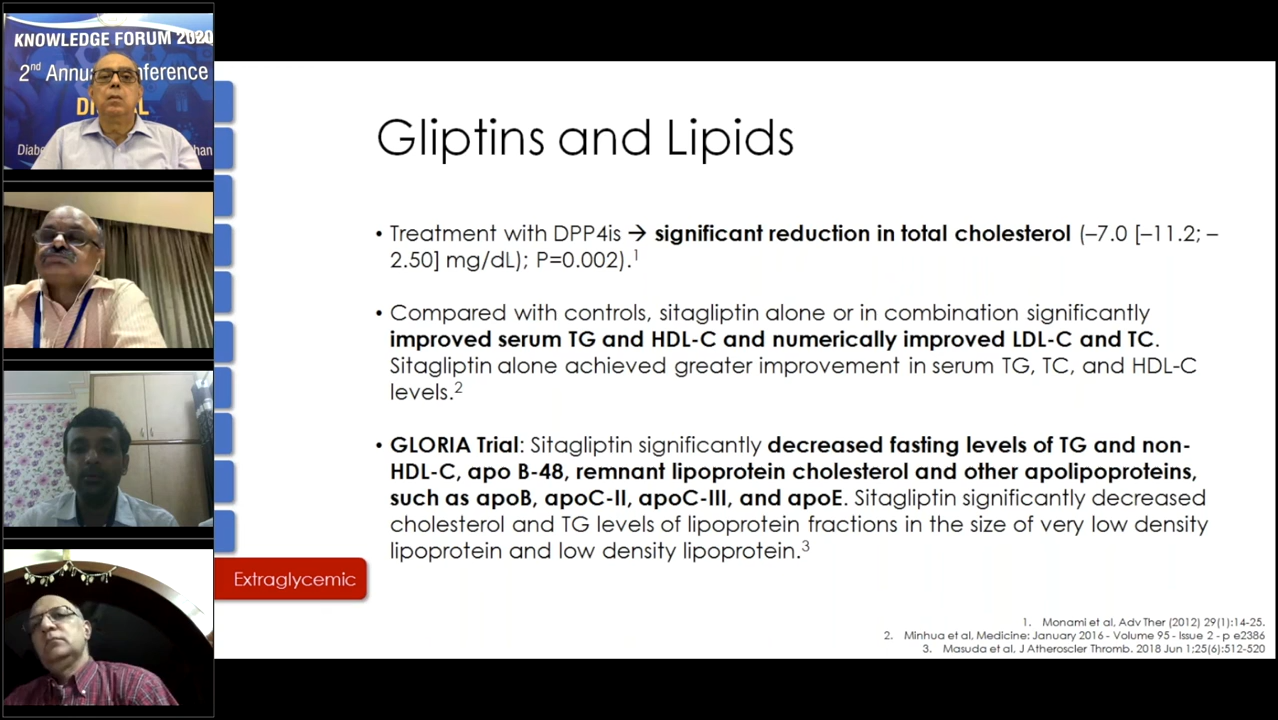 KNOWLEDGE FORUM 2020
2nd Annual Conference
DIGITAL
Gliptins and Lipids
• Treatment with DPP4is → significant reduction in total cholesterol (–7.0 [–11.2; –
2.50] mg/dL); P=0.002).1
Compared with controls, sitagliptin alone or in combination significantly
improved serum TG and HDL-C and numerically improved LDL-C and TC.
Sitagliptin alone achieved greater improvement in serum TG, TC, and HDL-C
levels.2
• GLORIA Trial: Sitagliptin significantly decreased fasting levels of TG and non-
HDL-C, apo B-48, remnant lipoprotein cholesterol and other apolipoproteins,
such as apoB, apoC-II, apoC-III, and apoE. Sitagliptin significantly decreased
cholesterol and TG levels of lipoprotein fractions in the size of very low density
lipoprotein and low density lipoprotein.3
Extraglycemic
1. Monami et al, Adv Ther (2012) 29(1):14-25.
2. Minhua et al, Medicine: January 2016 - Volume 95 - Issue 2 - p e2386
3. Masuda et al, J Atheroscler Thromb. 2018 Jun 1;25(6):512-520